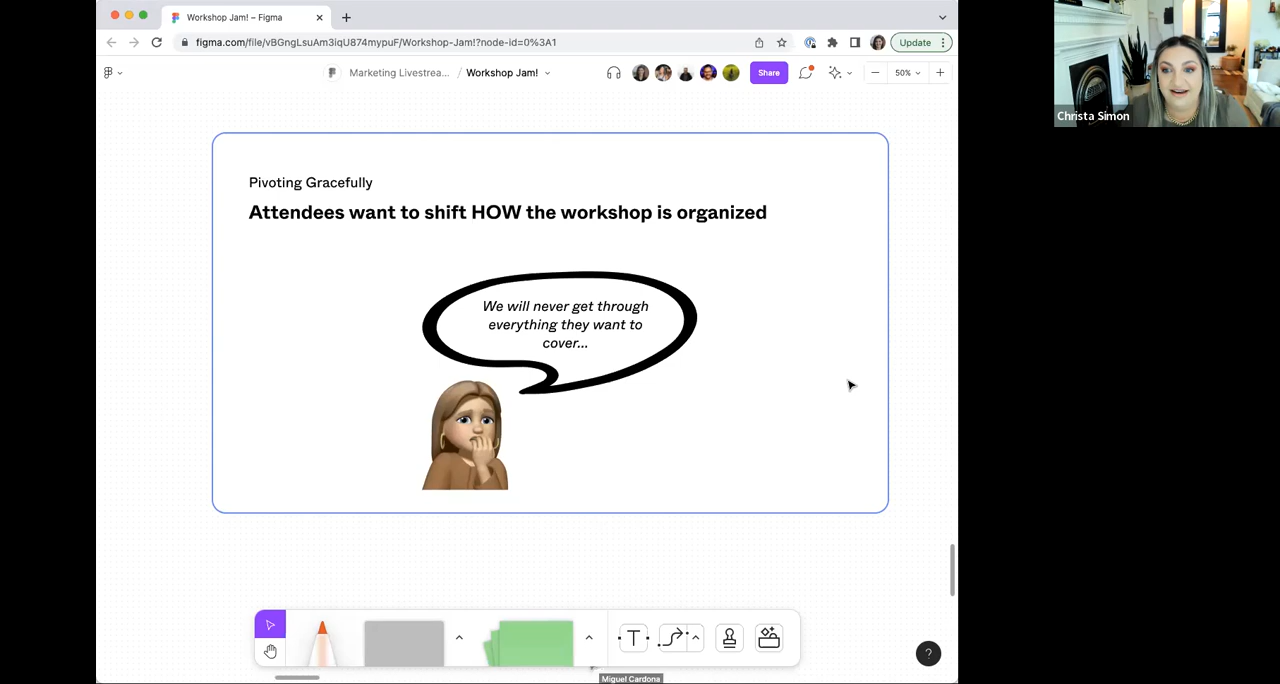 Workshop Jam! – Figma
figma.com/file/vBGngLsuAm3iqU874mypuF/Workshop-Jam!?node-id=0%3A1
Update
Marketing Livestrea... / Workshop Jam!
Share
50%
Christa Simon
Pivoting Gracefully
Attendees want to shift HOW the workshop is organized
We will never get through
everything they want to
cover...
T
?
Miguel Cardona